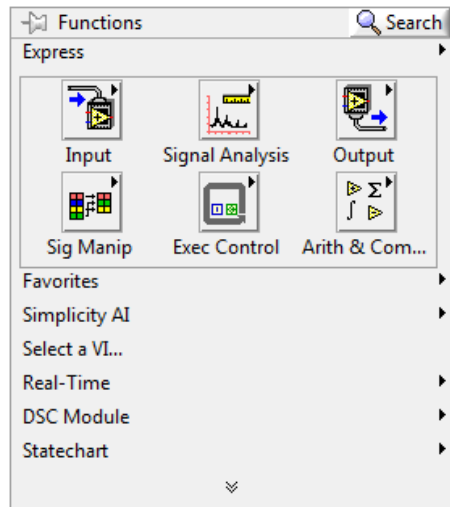 Functions Search
Express
Input Signal Analysis Output
Sig Manip Exec Control Arith & Com...
Favorites
Simplicity AI
Select a VI...
Real-Time
DSC Module
Statechart